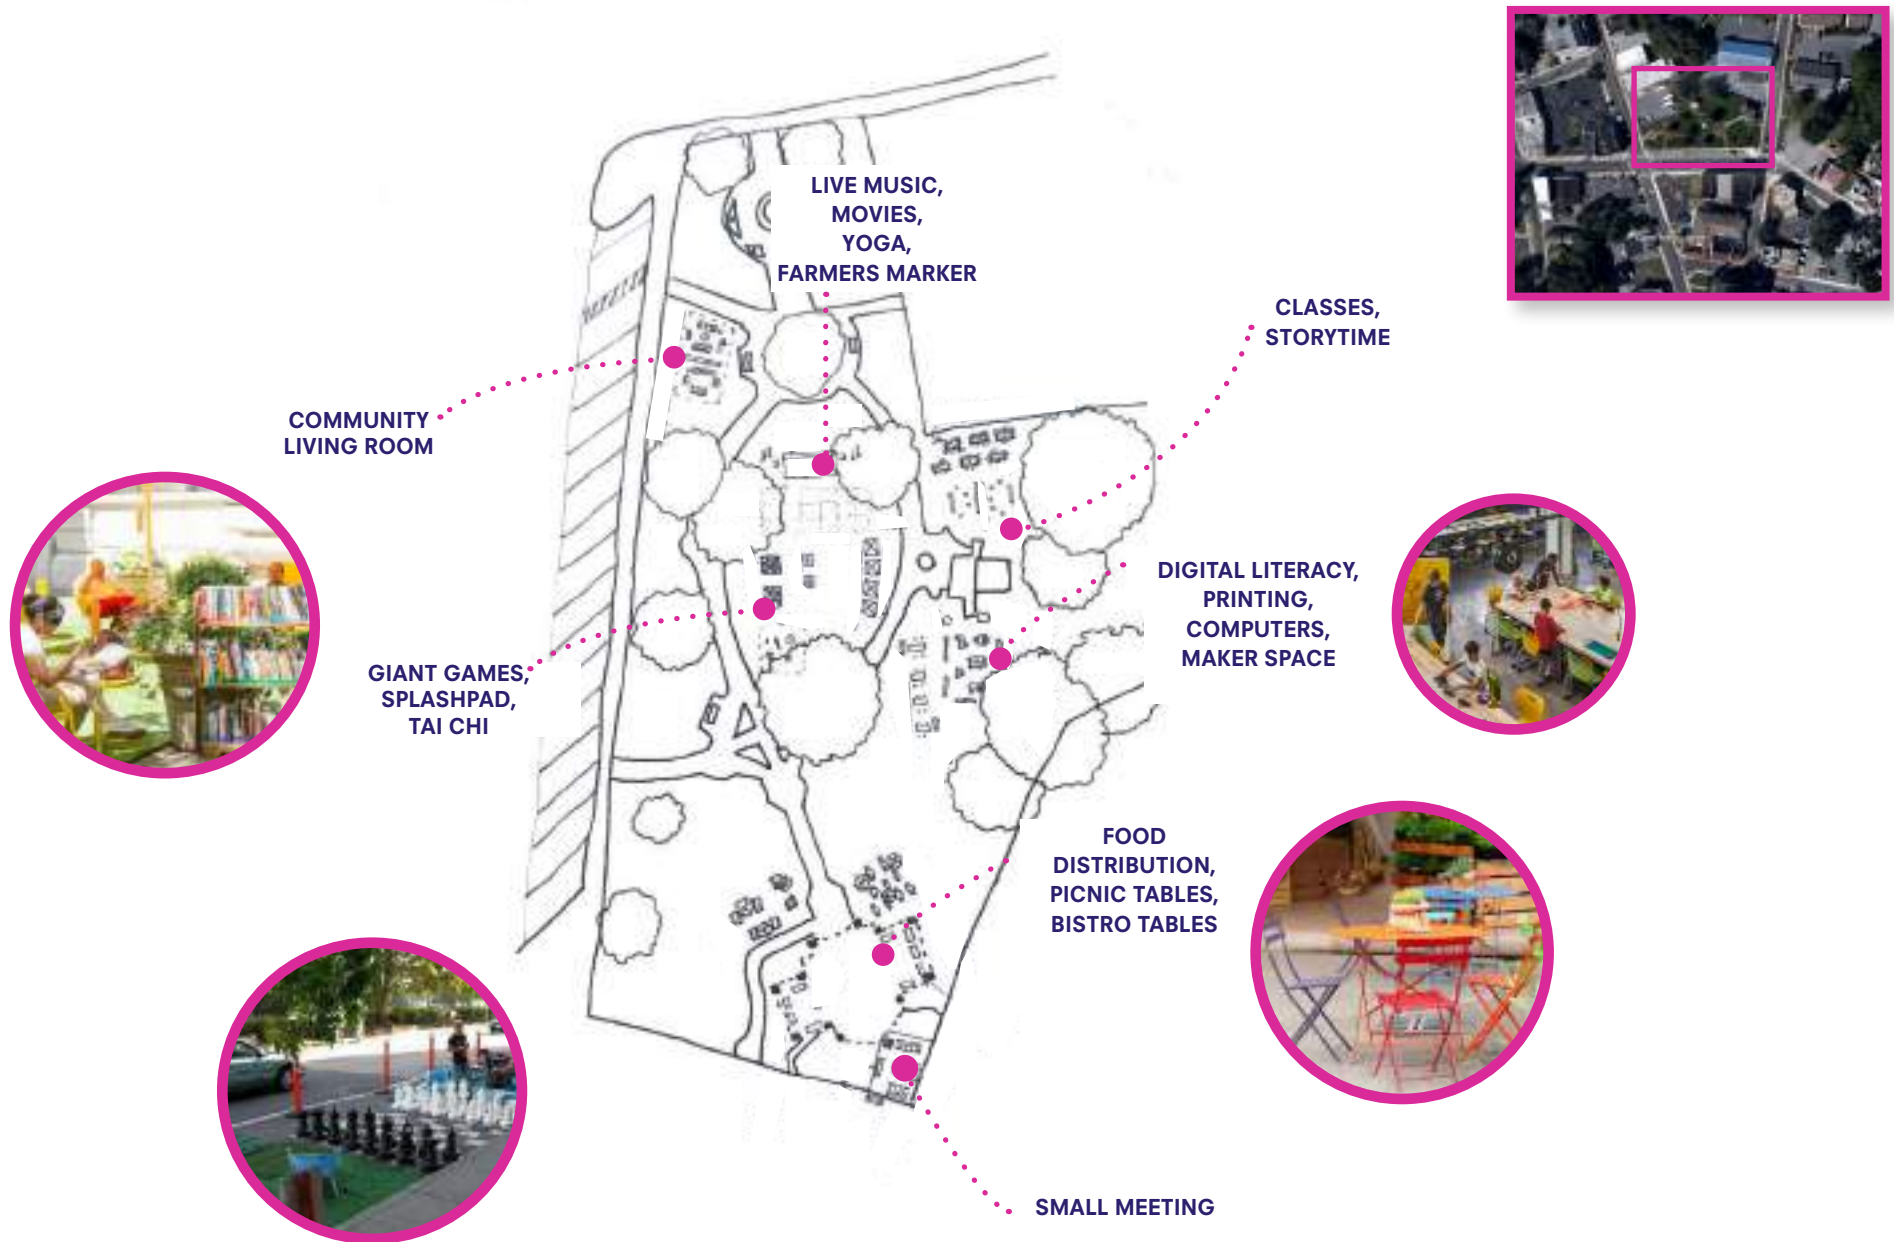 LIVE MUSIC,
MOVIES,
YOGA,
FARMERS MARKER
CLASSES,
STORYTIME
COMMUNITY
LIVING ROOM
DIGITAL LITERACY,
PRINTING,
COMPUTERS,
MAKER SPACE
GIANT GAMES,
SPLASHPAD,
TAI CHI
FOOD
DISTRIBUTION,
PICNIC TABLES,
BISTRO TABLES
SMALL MEETING